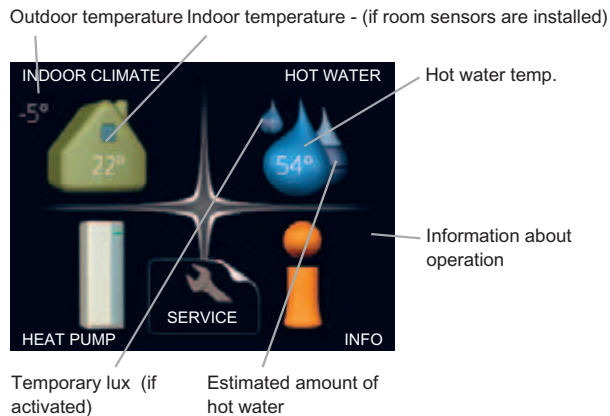 Outdoor temperature Indoor temperature - (if room sensors are installed)
INDOOR CLIMATE
HOT WATER
Hot water temp.
-5°
22°
54°
Information about
operation
SERVICE
HEAT PUMP
INFO
Temporary lux (if
activated)
Estimated amount of
hot water